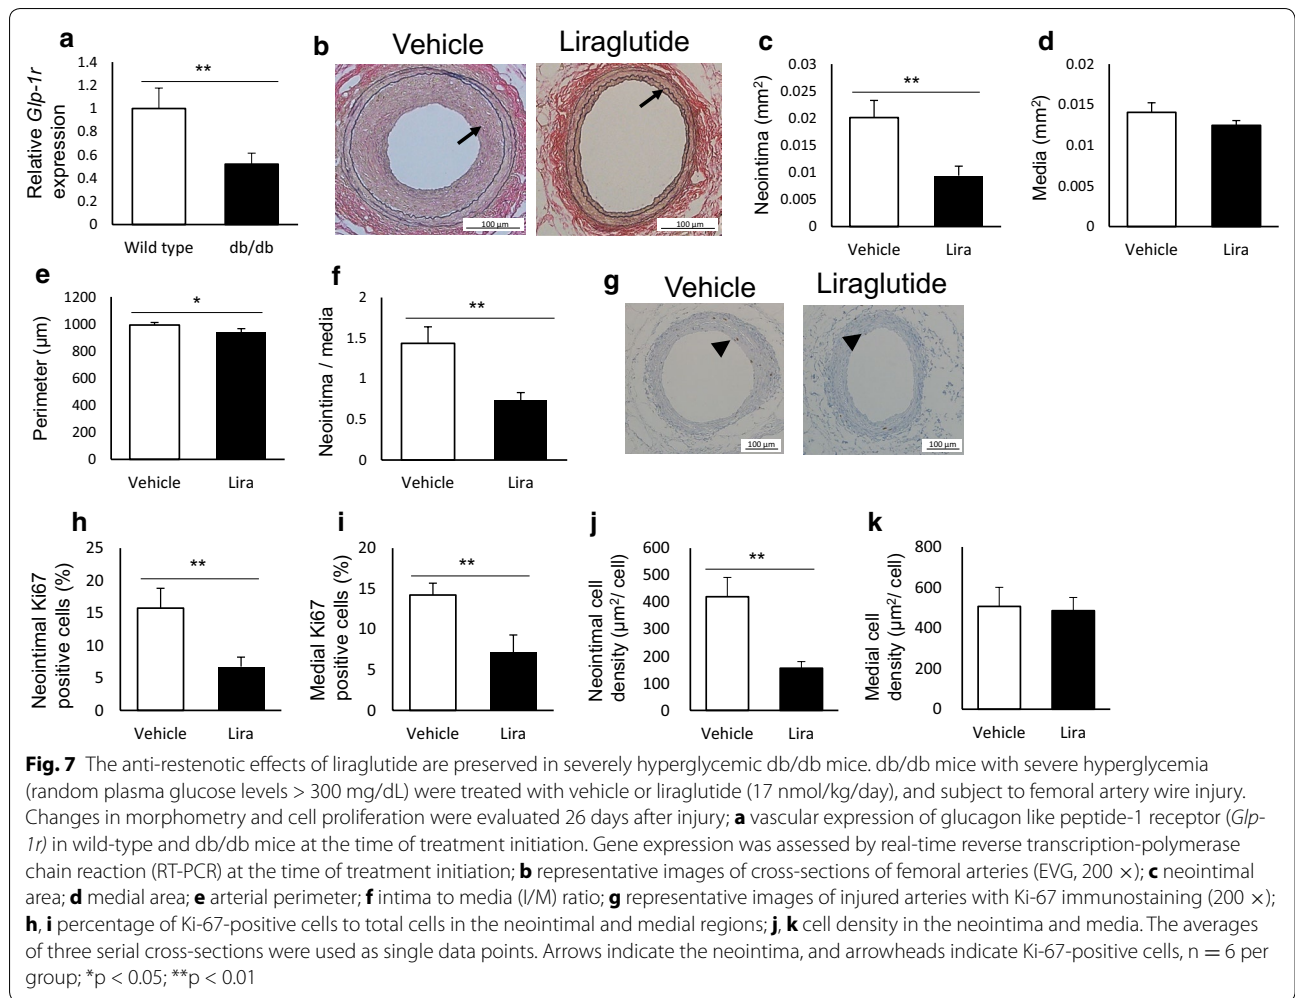 a
Relative Glp-1r
expression
1.4
1.2
1
0.8
0.6
0.4
0.2
0
**
Wild type db/db
b
Vehicle Liraglutide
100 µm 100 µm
c
Neointima (mm²)
0.03
0.025
0.02
0.015
0.01
0.005
0
**
Vehicle Lira
d
Media (mm²)
0.02
0.015
0.01
0.005
0
Vehicle Lira
e
Perimeter (µm)
1200
1000
800
600
400
200
0
*
Vehicle Lira
f
Neointima / media
2
1.5
1
0.5
0
**
Vehicle Lira
g
Vehicle Liraglutide
100 µm 100 µm
h
Neointimal Ki67
positive cells (%)
25
20
15
10
5
0
**
Vehicle Lira
i
Medial Ki67
positive cells (%)
20
15
10
5
0
**
Vehicle Lira
j
Neointimal cell
density (µm²/ cell)
600
500
400
300
200
100
0
**
Vehicle Lira
k
Medial cell
density (µm²/ cell)
800
600
400
200
0
Vehicle Lira
Fig. 7 The anti-restenotic effects of liraglutide are preserved in severely hyperglycemic db/db mice. db/db mice with severe hyperglycemia
(random plasma glucose levels > 300 mg/dL) were treated with vehicle or liraglutide (17 nmol/kg/day), and subject to femoral artery wire injury.
Changes in morphometry and cell proliferation were evaluated 26 days after injury; a vascular expression of glucagon like peptide-1 receptor (Glp-
1r) in wild-type and db/db mice at the time of treatment initiation. Gene expression was assessed by real-time reverse transcription-polymerase
chain reaction (RT-PCR) at the time of treatment initiation; b representative images of cross-sections of femoral arteries (EVG, 200 ×); c neointimal
area; d medial area; e arterial perimeter; f intima to media (I/M) ratio; g representative images of injured arteries with Ki-67 immunostaining (200 ×);
h, i percentage of Ki-67-positive cells to total cells in the neointimal and medial regions; j, k cell density in the neointima and media. The averages
of three serial cross-sections were used as single data points. Arrows indicate the neointima, and arrowheads indicate Ki-67-positive cells, n = 6 per
group; *p < 0.05; **p < 0.01